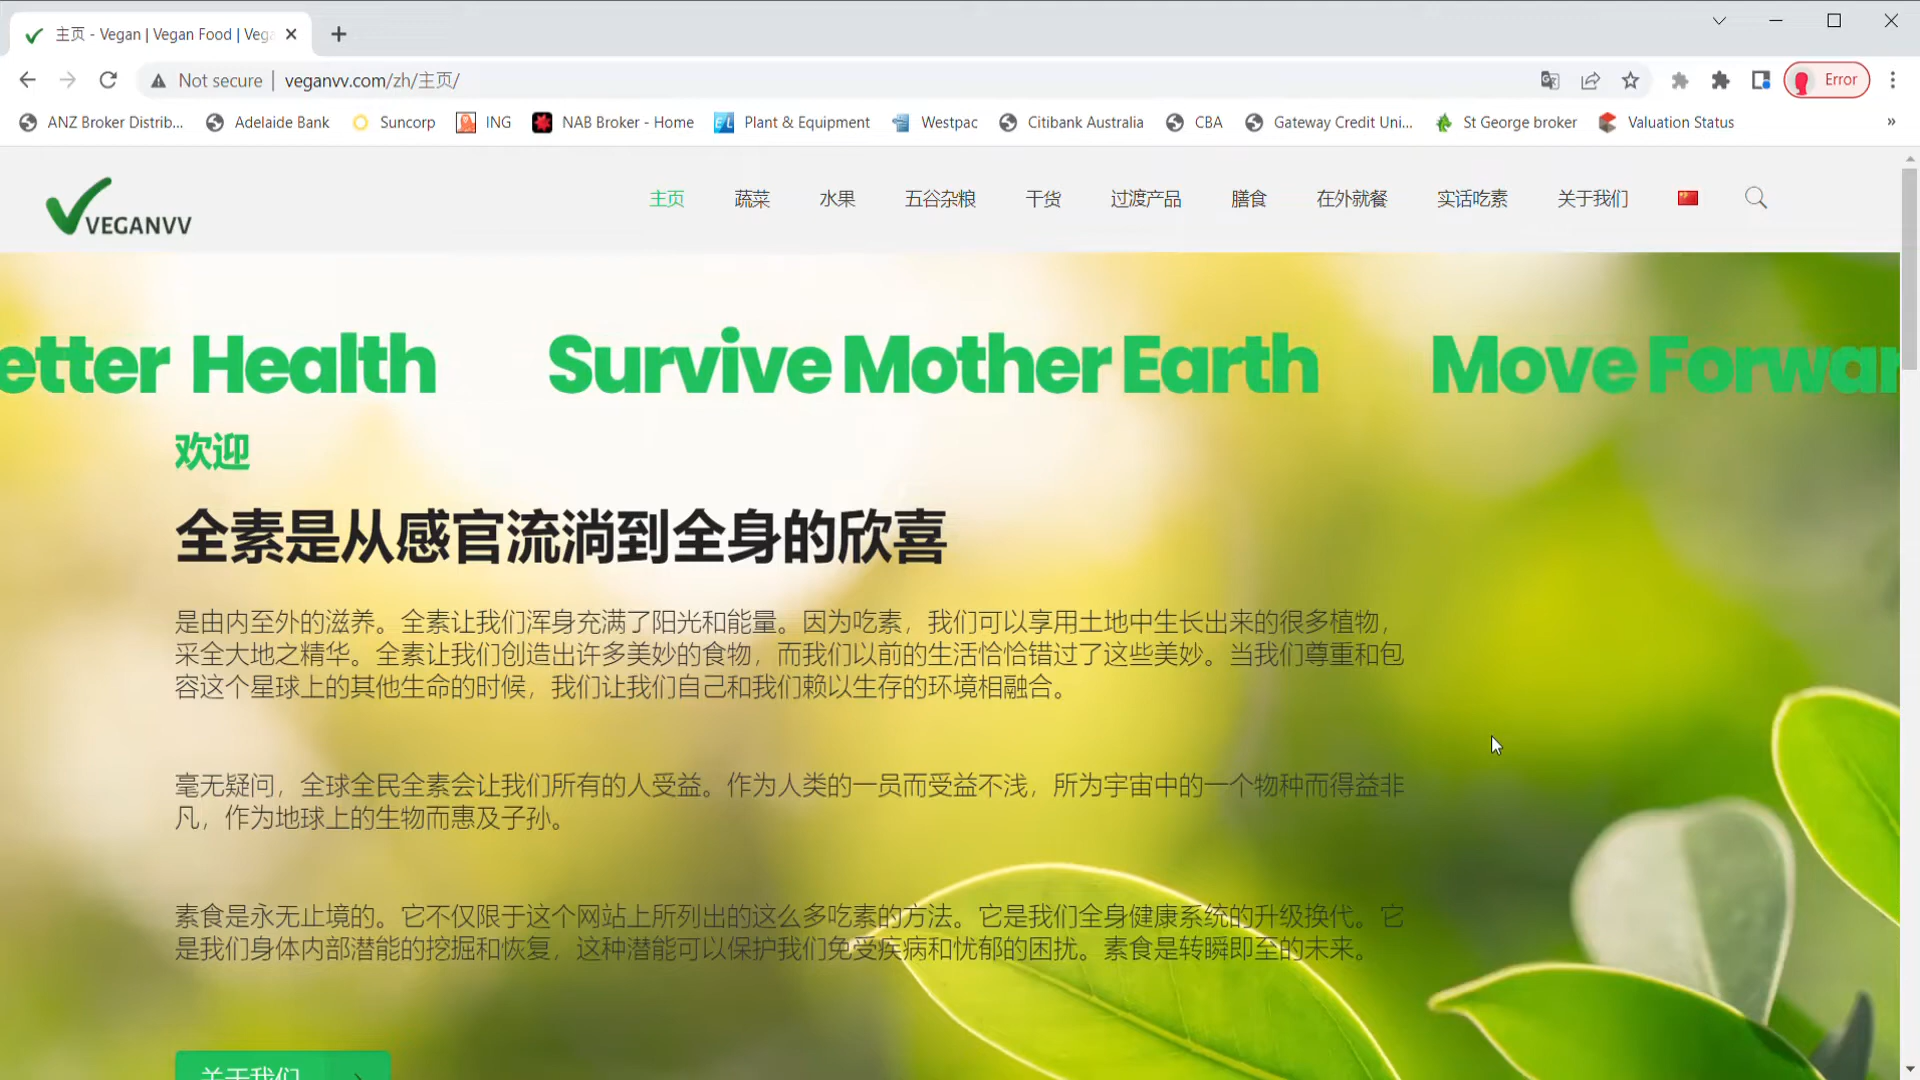 主页 - Vegan | Vegan Food | Veg
Not secure | veganvv.com/zh/主页/
Error
ANZ Broker Distrib... Adelaide Bank Suncorp ING NAB Broker - Home Plant & Equipment Westpac Citibank Australia CBA Gateway Credit Uni... St George broker Valuation Status »
VEGANVV
主页 蔬菜 水果 五谷杂粮 干货 过渡产品 膳食 在外就餐 实话吃素 关于我们
etter Health Survive Mother Earth Move Forwar
欢迎
全素是从感官流淌到全身的欣喜
是由内至外的滋养。全素让我们浑身充满了阳光和能量。因为吃素，我们可以享用土地中生长出来的很多植物，
采全大地之精华。全素让我们创造出许多美妙的食物，而我们以前的生活恰恰错过了这些美妙。当我们尊重和包
容这个星球上的其他生命的时候，我们让我们自己和我们赖以生存的环境相融合。
毫无疑问，全球全民全素会让我们所有的人受益。作为人类的一员而受益不浅，所为宇宙中的一个物种而得益非
凡，作为地球上的生物而惠及子孙。
素食是永无止境的。它不仅限于这个网站上所列出的这么多吃素的方法。它是我们全身健康系统的升级换代。它
是我们身体内部潜能的挖掘和恢复，这种潜能可以保护我们免受疾病和忧郁的困扰。素食是转瞬即至的未来。
关于我们